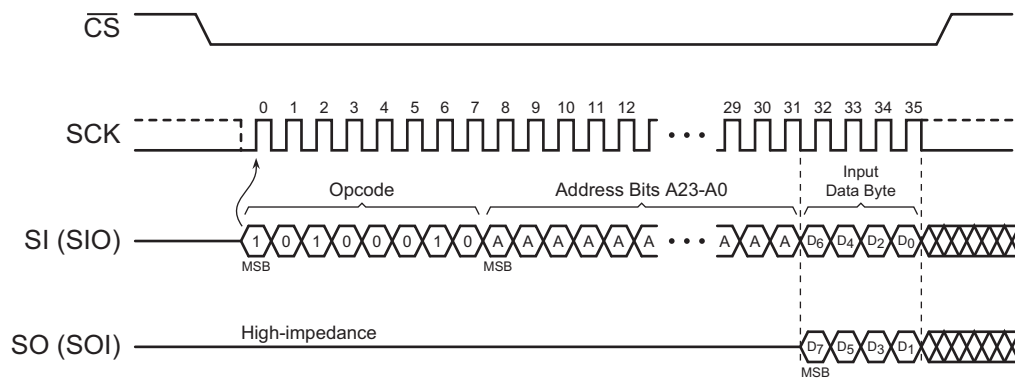 CS
0 1 2 3 4 5 6 7 8 9 10 11 12 29 30 31 32 33 34 35
SCK
Opcode
Address Bits A23-A0
Input
Data Byte
SI (SIO)
1 0 1 0 0 0 1 0 A A A A A A A A A D6 D4 D2 D0
MSB MSB
High-impedance
SO (SOI)
D7 D5 D3 D1
MSB